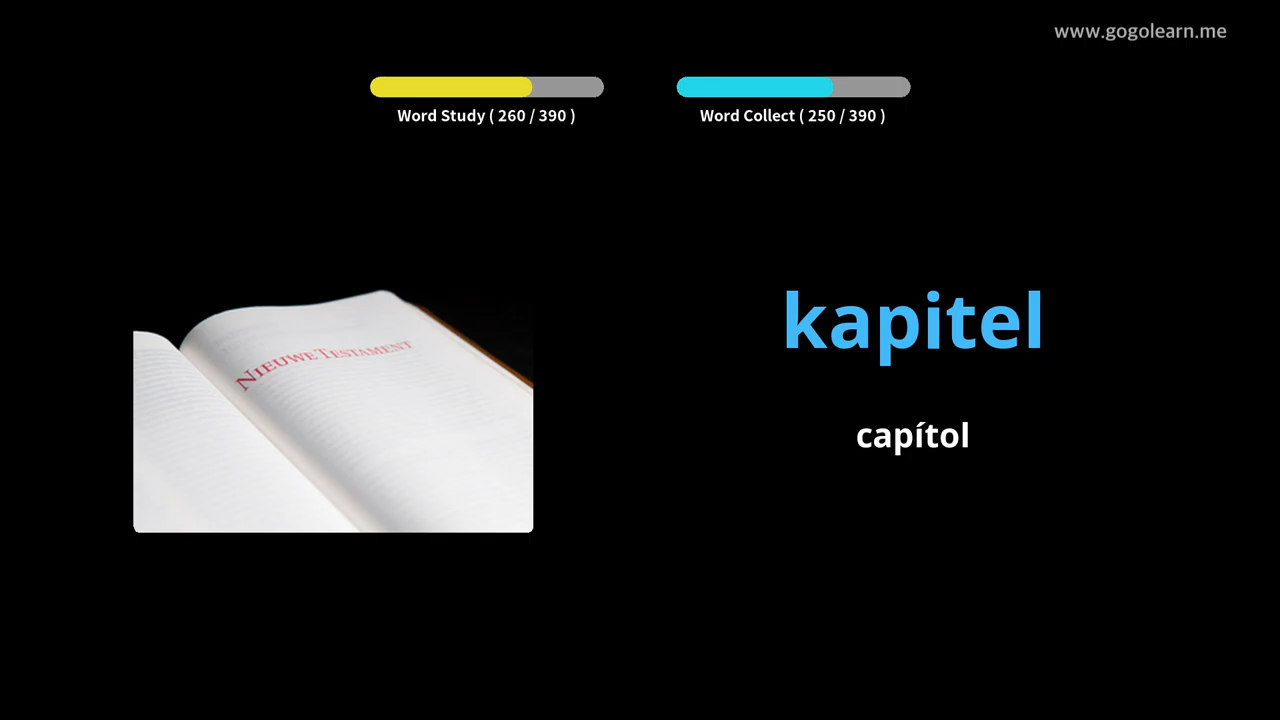 www.gogolearn.me
Word Study ( 260 / 390 )
Word Collect ( 250 / 390 )
NIEUWE TESTAMENT
kapitel
capítol